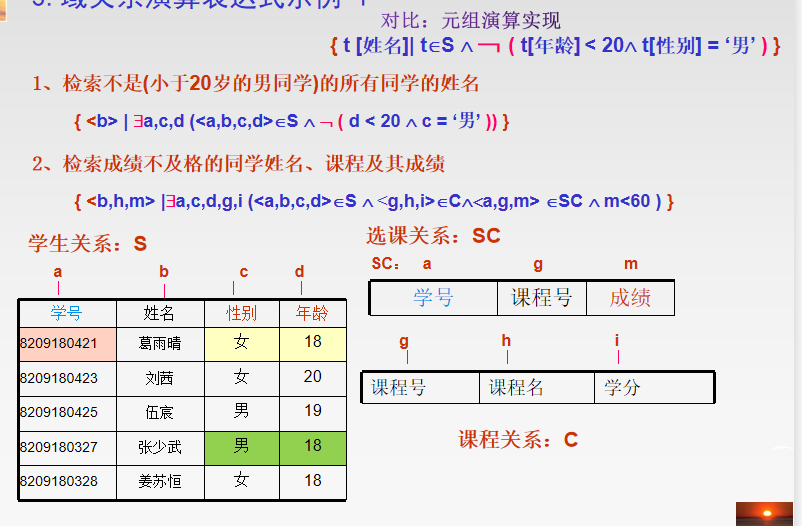 3. 域关系演算表达式示例
对比：元组演算实现
{ t [姓名]| t∈S ∧ ￢ ( t[年龄] < 20∧ t[性别] = ‘男’ ) }
1、检索不是(小于20岁的男同学)的所有同学的姓名
{ <b> | ∃a,c,d (<a,b,c,d>∈S ∧ ￢ ( d < 20 ∧ c = ‘男’ )) }
2、检索成绩不及格的同学姓名、课程及其成绩
{ <b,h,m> |∃a,c,d,g,i (<a,b,c,d>∈S ∧ <g,h,i>∈C∧<a,g,m> ∈SC ∧ m<60 ) }
学生关系：S
a b c d
学号 姓名 性别 年龄
8209180421 葛雨晴 女 18
8209180423 刘茜 女 20
8209180425 伍宸 男 19
8209180327 张少武 男 18
8209180328 姜苏恒 女 18
选课关系：SC
SC： a g m
学号 课程号 成绩
g h i
课程号 课程名 学分
课程关系：C